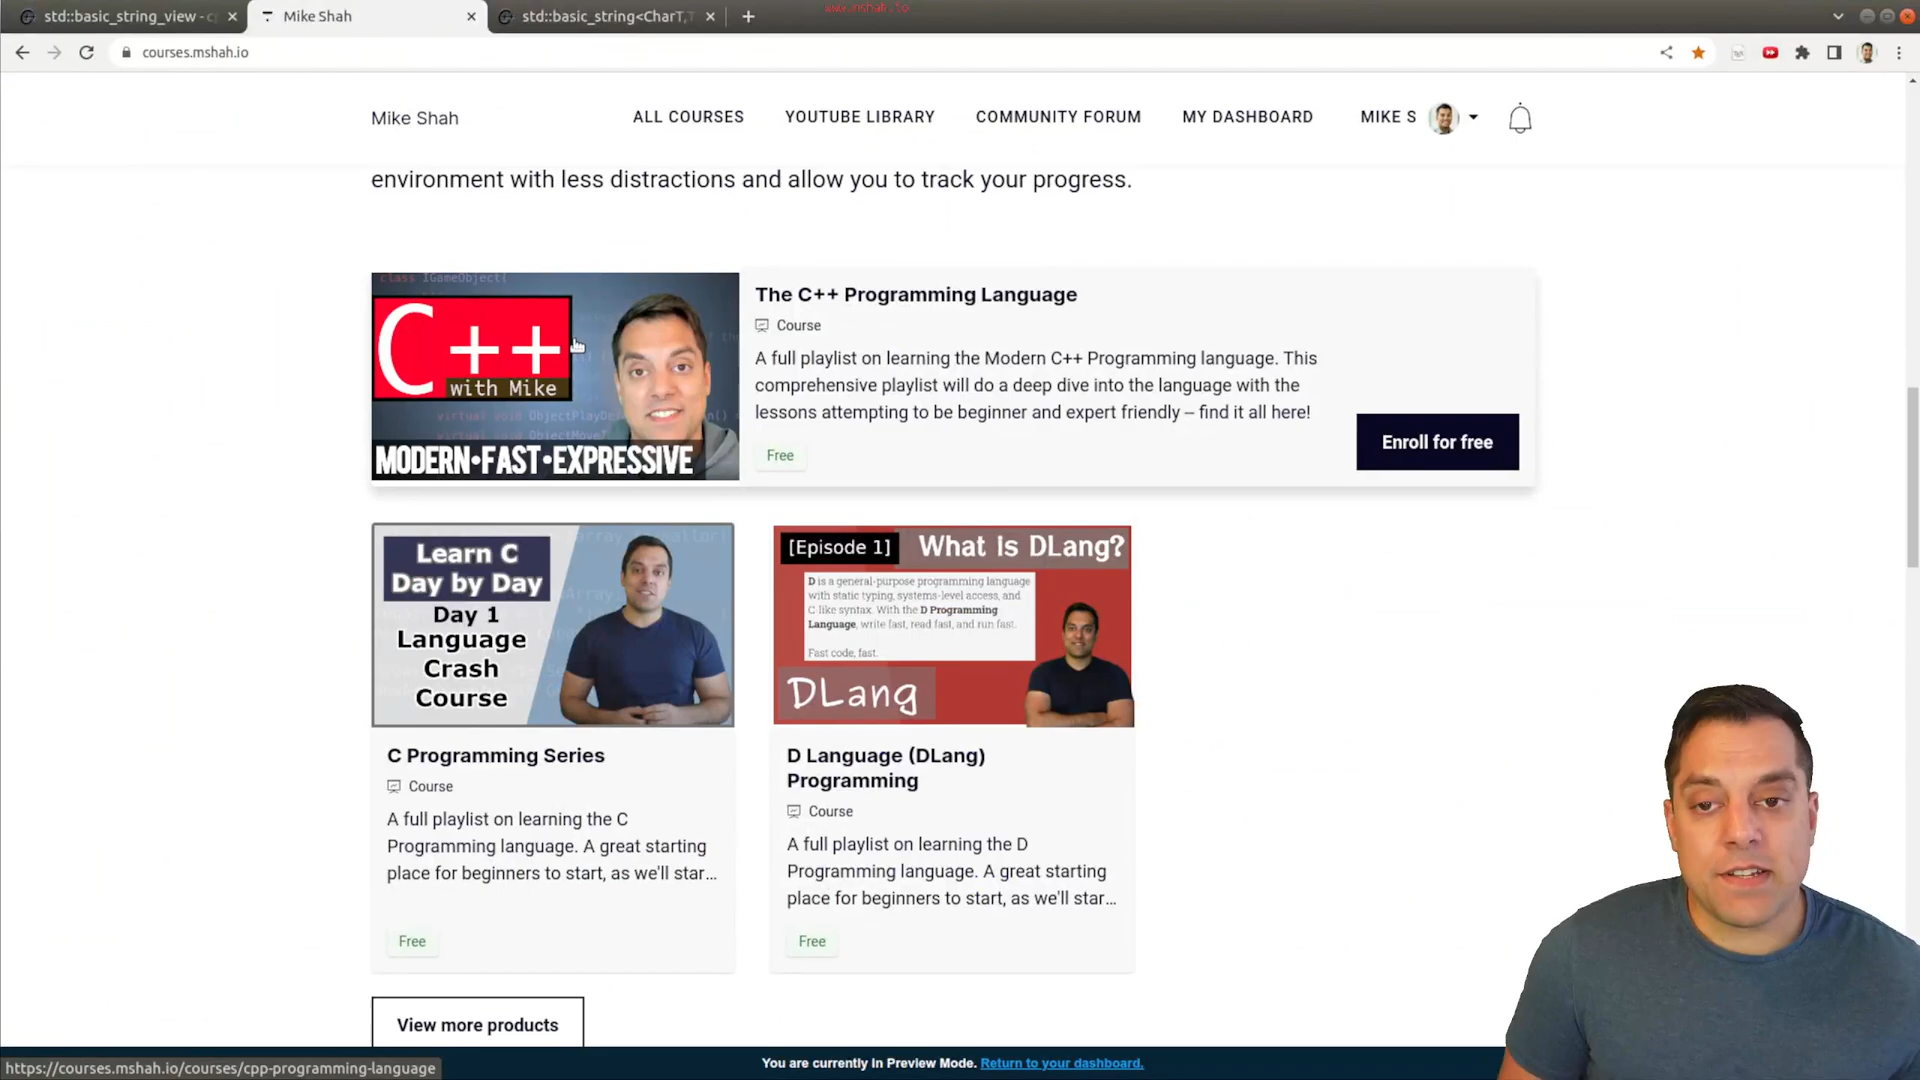 std::basic_string_view - c
Mike Shah
std::basic_string<CharT,T
www.mshah.io
courses.mshah.io
Mike Shah
ALL COURSES
YOUTUBE LIBRARY
COMMUNITY FORUM
MY DASHBOARD
MIKE S
environment with less distractions and allow you to track your progress.
class IGameObject{
C++
with Mike
MODERN•FAST•EXPRESSIVE
The C++ Programming Language
Course
A full playlist on learning the Modern C++ Programming language. This
comprehensive playlist will do a deep dive into the language with the
lessons attempting to be beginner and expert friendly – find it all here!
Free
Enroll for free
Learn C
Day by Day
Day 1
Language
Crash
Course
C Programming Series
Course
A full playlist on learning the C
Programming language. A great starting
place for beginners to start, as we'll star...
Free
[Episode 1]
What is DLang?
D is a general-purpose programming language
with static typing, systems-level access, and
C-like syntax. With the D Programming
Language, write fast, read fast, and run fast.
Fast code, fast.
DLang
D Language (DLang)
Programming
Course
A full playlist on learning the D
Programming language. A great starting
place for beginners to start, as we'll star...
Free
View more products
You are currently in Preview Mode. Return to your dashboard.
https://courses.mshah.io/courses/cpp-programming-language